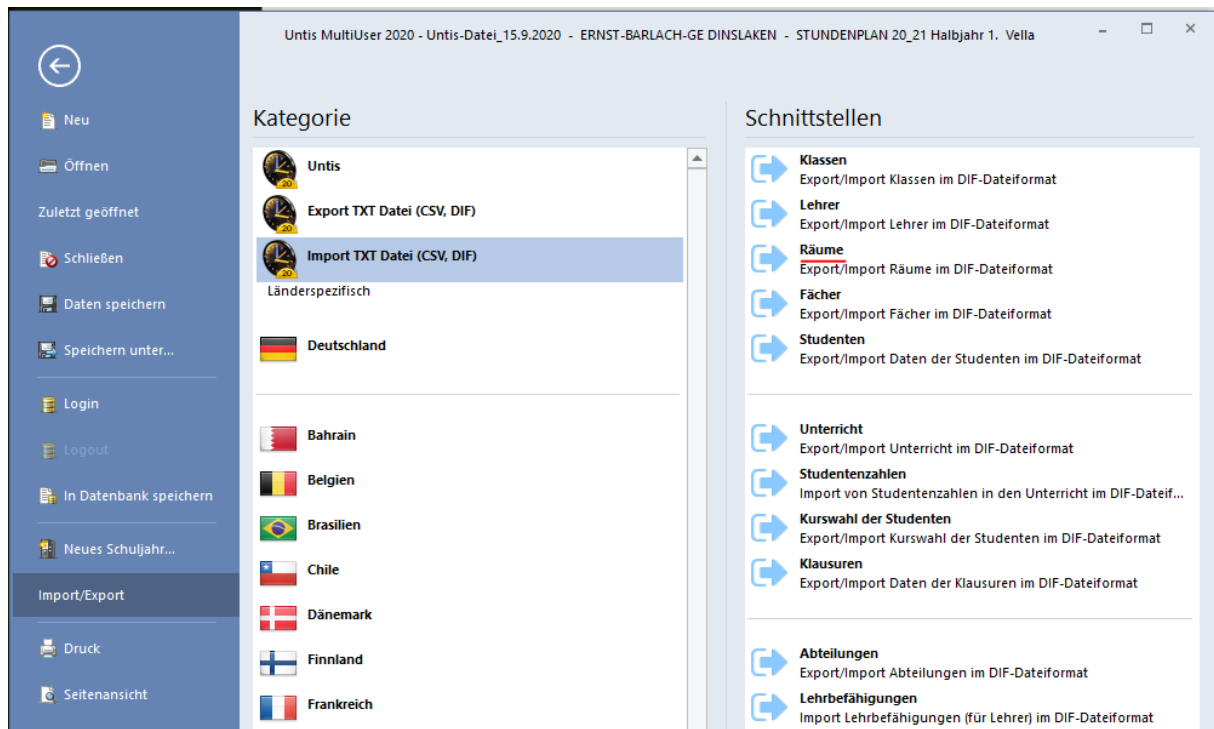 Untis MultiUser 2020 - Untis-Datei_15.9.2020 - ERNST-BARLACH-GE DINSLAKEN - STUNDENPLAN 20_21 Halbjahr 1. Vella
Neu
Öffnen
Zuletzt geöffnet
Schließen
Daten speichern
Speichern unter...
Login
Logout
In Datenbank speichern
Neues Schuljahr...
Import/Export
Druck
Seitenansicht
Kategorie
20
Untis
20
Export TXT Datei (CSV, DIF)
20
Import TXT Datei (CSV, DIF)
Länderspezifisch
Deutschland
Bahrain
Belgien
Brasilien
Chile
Dänemark
Finnland
Frankreich
Schnittstellen
Klassen
Export/Import Klassen im DIF-Dateiformat
Lehrer
Export/Import Lehrer im DIF-Dateiformat
Räume
Export/Import Räume im DIF-Dateiformat
Fächer
Export/Import Fächer im DIF-Dateiformat
Studenten
Export/Import Daten der Studenten im DIF-Dateiformat
Unterricht
Export/Import Unterricht im DIF-Dateiformat
Studentenzahlen
Import von Studentenzahlen in den Unterricht im DIF-Dateif...
Kurswahl der Studenten
Export/Import Kurswahl der Studenten im DIF-Dateiformat
Klausuren
Export/Import Daten der Klausuren im DIF-Dateiformat
Abteilungen
Export/Import Abteilungen im DIF-Dateiformat
Lehrbefähigungen
Import Lehrbefähigungen (für Lehrer) im DIF-Dateiformat